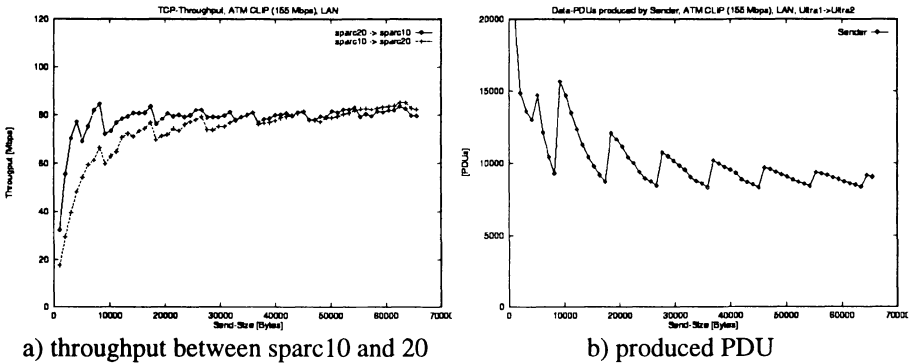 TCP-Throughput, ATM CLIP (155 Mbps), LAN
sparc20 -> sparc10
sparc10 -> sparc20
Througput [Mbps]
120
100
80
60
40
20
0
0 10000 20000 30000 40000 50000 60000 70000
Send-Size [Bytes]
a) throughput between sparc10 and 20
Data-PDUs produced by Sender, ATM CLIP (155 Mbps), LAN, Ultra1->Ultra2
Sender
[PDUs]
20000
15000
10000
5000
0
0 10000 20000 30000 40000 50000 60000 70000
Send-Size [Bytes]
b) produced PDU